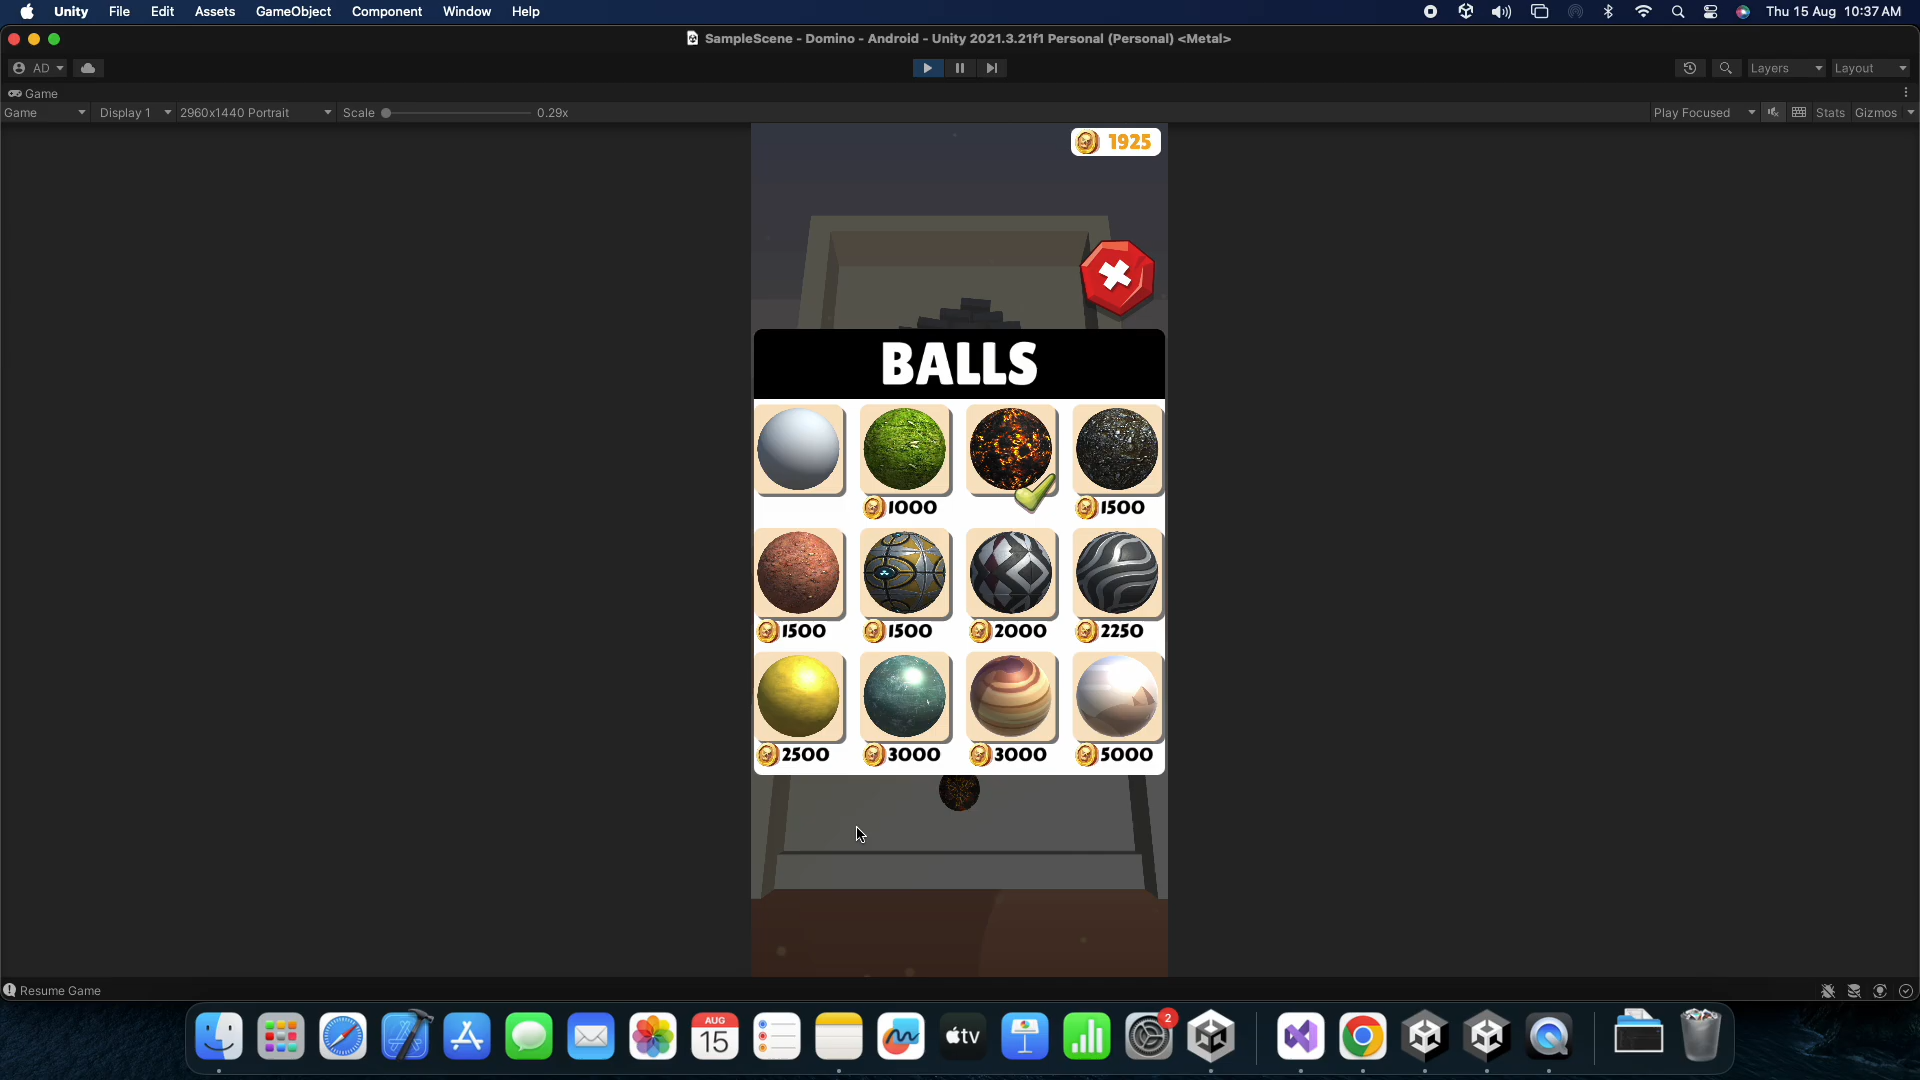 Unity File Edit Assets GameObject Component Window Help Thu 15 Aug 10:37 AM
SampleScene - Domino - Android - Unity 2021.3.21f1 Personal (Personal) <Metal>
AD Layers Layout
Game
Game Display 1 2960x1440 Portrait Scale 0.29x Play Focused Stats Gizmos
1925
BALLS
1000 1500
1500 1500 2000 2250
2500 3000 3000 5000
Resume Game
AUG 2
15 tv